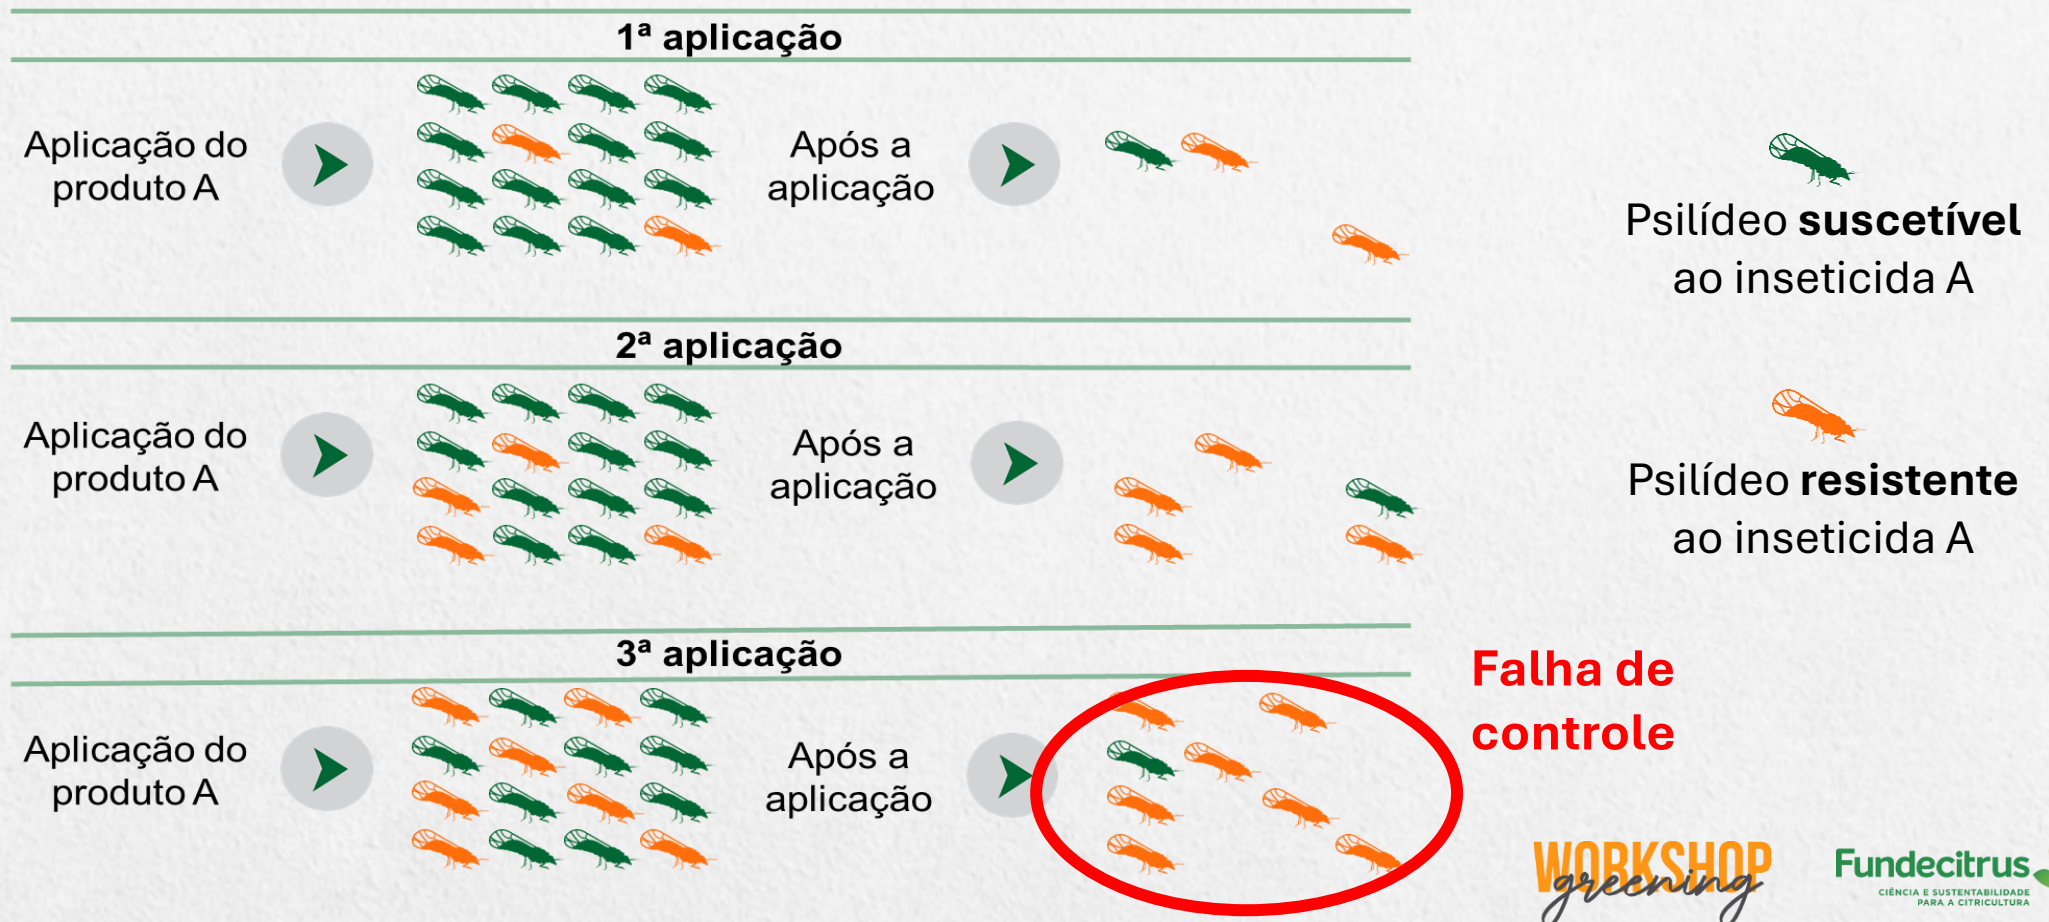 1ª aplicação
Aplicação do
produto A
Após a
aplicação
2ª aplicação
Aplicação do
produto A
Após a
aplicação
3ª aplicação
Aplicação do
produto A
Após a
aplicação
Falha de
controle
Psilídeo suscetível
ao inseticida A
Psilídeo resistente
ao inseticida A
WORKSHOP
greening
Fundecitrus
CIÊNCIA E SUSTENTABILIDADE
PARA A CITRICULTURA